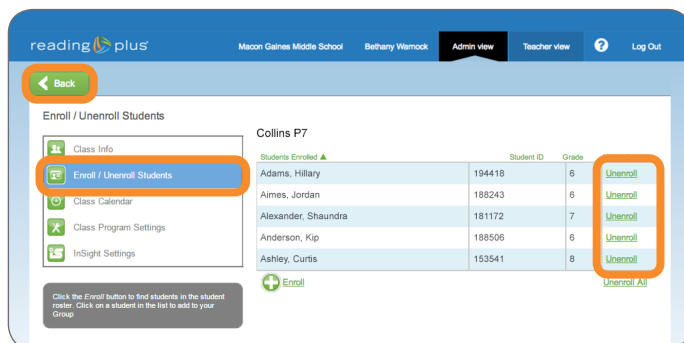 reading plus Macon Gaines Middle School Bethany Warnock Admin view Teacher view ? Log Out
Back
Enroll / Unenroll Students
Class Info
Enroll / Unenroll Students
Class Calendar
Class Program Settings
InSight Settings
Click the Enroll button to find students in the student
roster. Click on a student in the list to add to your
Group
Collins P7
Students Enrolled ▲ Student ID Grade
Adams, Hillary 194418 6 Unenroll
Aimes, Jordan 188243 6 Unenroll
Alexander, Shaundra 181172 7 Unenroll
Anderson, Kip 188506 6 Unenroll
Ashley, Curtis 153541 8 Unenroll
Enroll Unenroll All